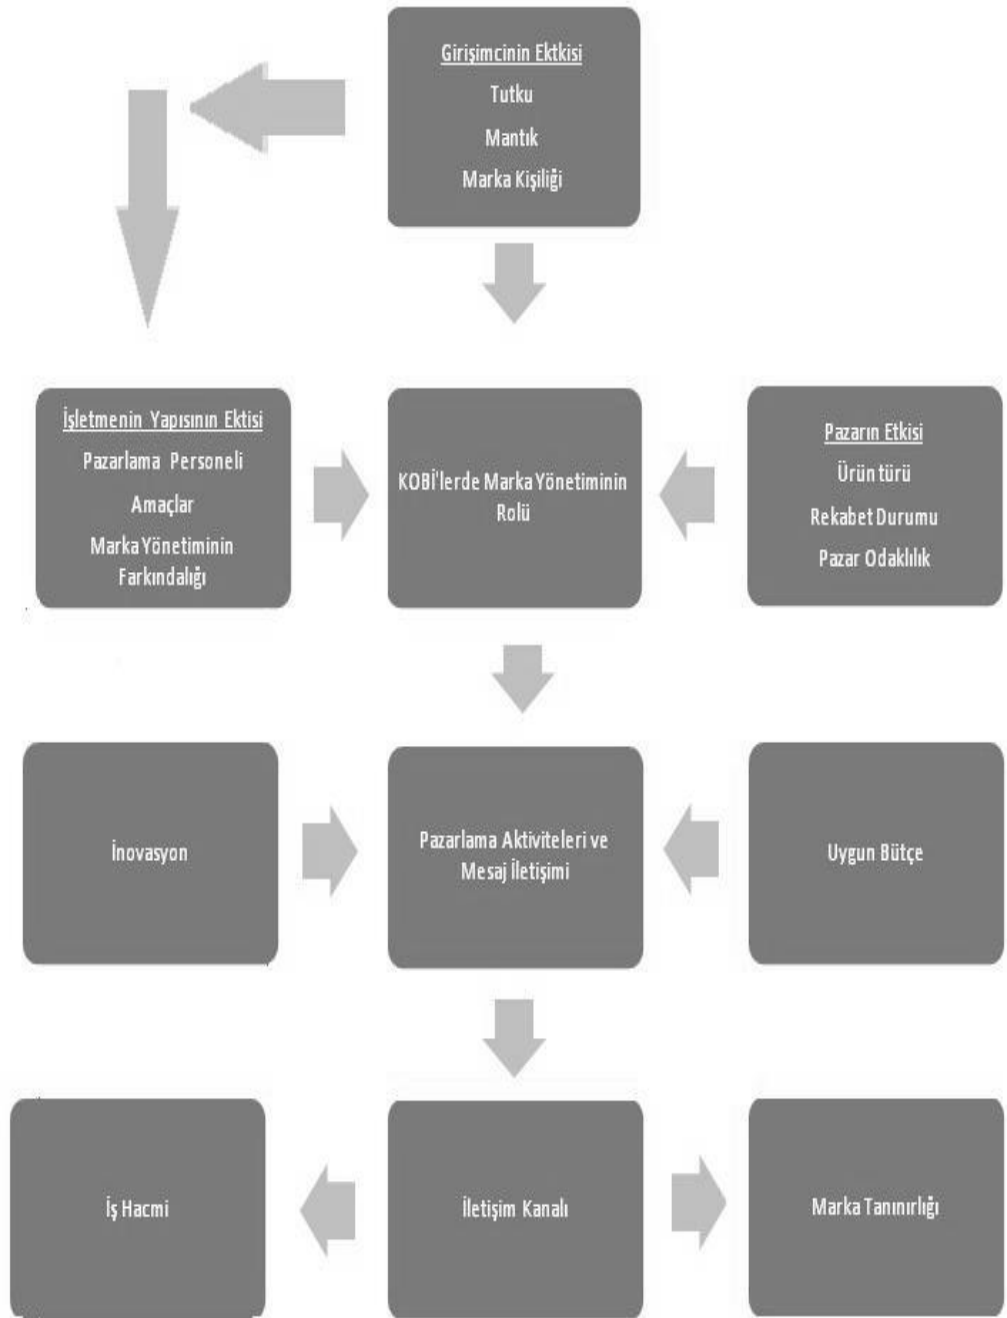 Girişimcinin Ektkisi
Tutku
Mantık
Marka Kişiliği
İşletmenin Yapısının Ektisi
Pazarlama Personeli
Amaçlar
Marka Yönetiminin
Farkındalığı
KOBİ'lerde Marka Yönetiminin
Rolü
Pazarın Etkisi
Ürün türü
Rekabet Durumu
Pazar Odaklılık
İnovasyon
Pazarlama Aktiviteleri ve
Mesaj İletişimi
Uygun Bütçe
İş Hacmi
İletişim Kanalı
Marka Tanınırlığı